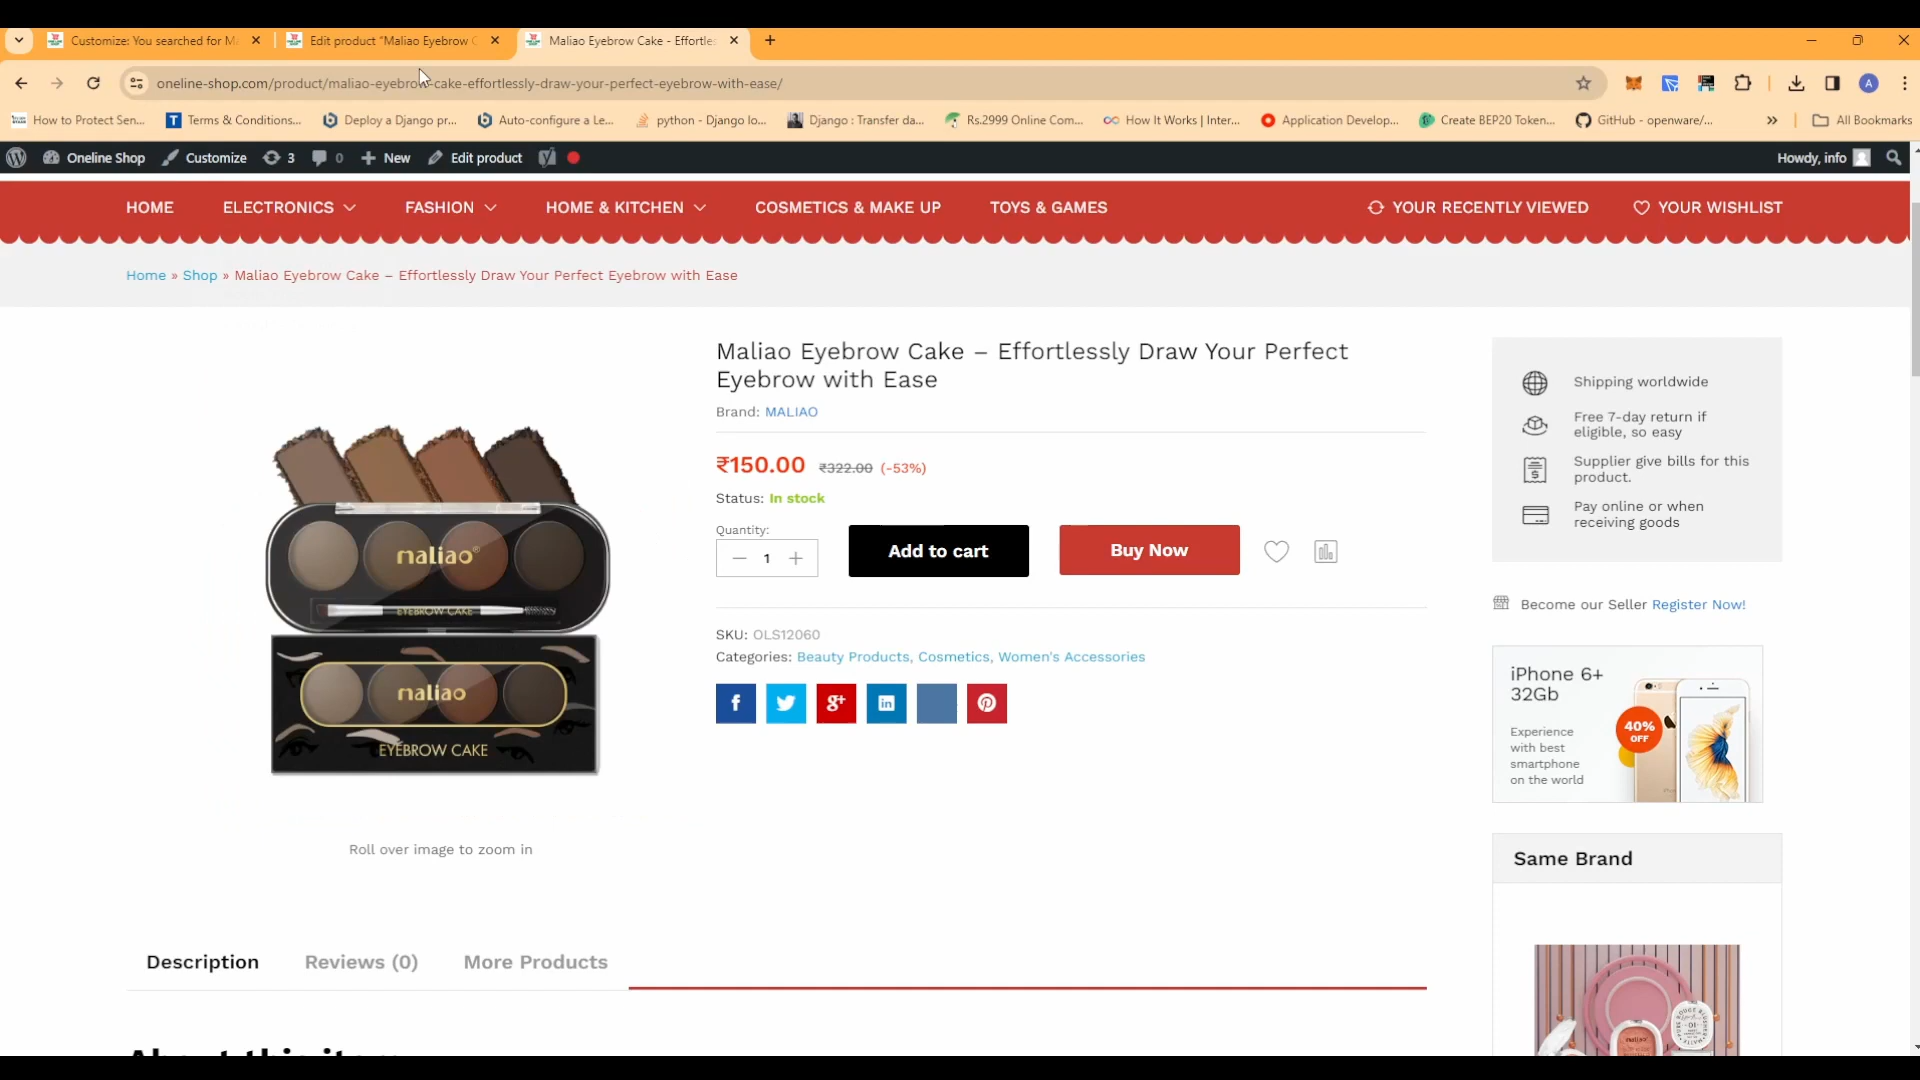 Customize: You searched for M
Edit product "Maliao Eyebrow C
Maliao Eyebrow Cake - Effortles
oneline-shop.com/product/maliao-eyebrow-cake-effortlessly-draw-your-perfect-eyebrow-with-ease/
A
How to Protect Sen...
Terms & Conditions...
Deploy a Django pr...
Auto-configure a Le...
python - Django lo...
Django : Transfer da...
Rs.2999 Online Com...
How It Works | Inter...
Application Develop...
Create BEP20 Token...
GitHub - openware/...
All Bookmarks
Oneline Shop
Customize
3
0
New
Edit product
Howdy, info
HOME
ELECTRONICS
FASHION
HOME & KITCHEN
COSMETICS & MAKE UP
TOYS & GAMES
YOUR RECENTLY VIEWED
YOUR WISHLIST
Home » Shop » Maliao Eyebrow Cake – Effortlessly Draw Your Perfect Eyebrow with Ease
maliao®
EYEBROW CAKE
maliao
EYEBROW CAKE
Roll over image to zoom in
Maliao Eyebrow Cake – Effortlessly Draw Your Perfect
Eyebrow with Ease
Brand: MALIAO
₹150.00 ₹322.00 (-53%)
Status: In stock
Quantity:
1
Add to cart
Buy Now
SKU: OLS12060
Categories: Beauty Products, Cosmetics, Women's Accessories
Shipping worldwide
Free 7-day return if
eligible, so easy
Supplier give bills for this
product.
Pay online or when
receiving goods
Become our Seller Register Now!
iPhone 6+
32Gb
Experience
with best
smartphone
on the world
40%
OFF
Same Brand
maliao
Description
Reviews (0)
More Products
About this item